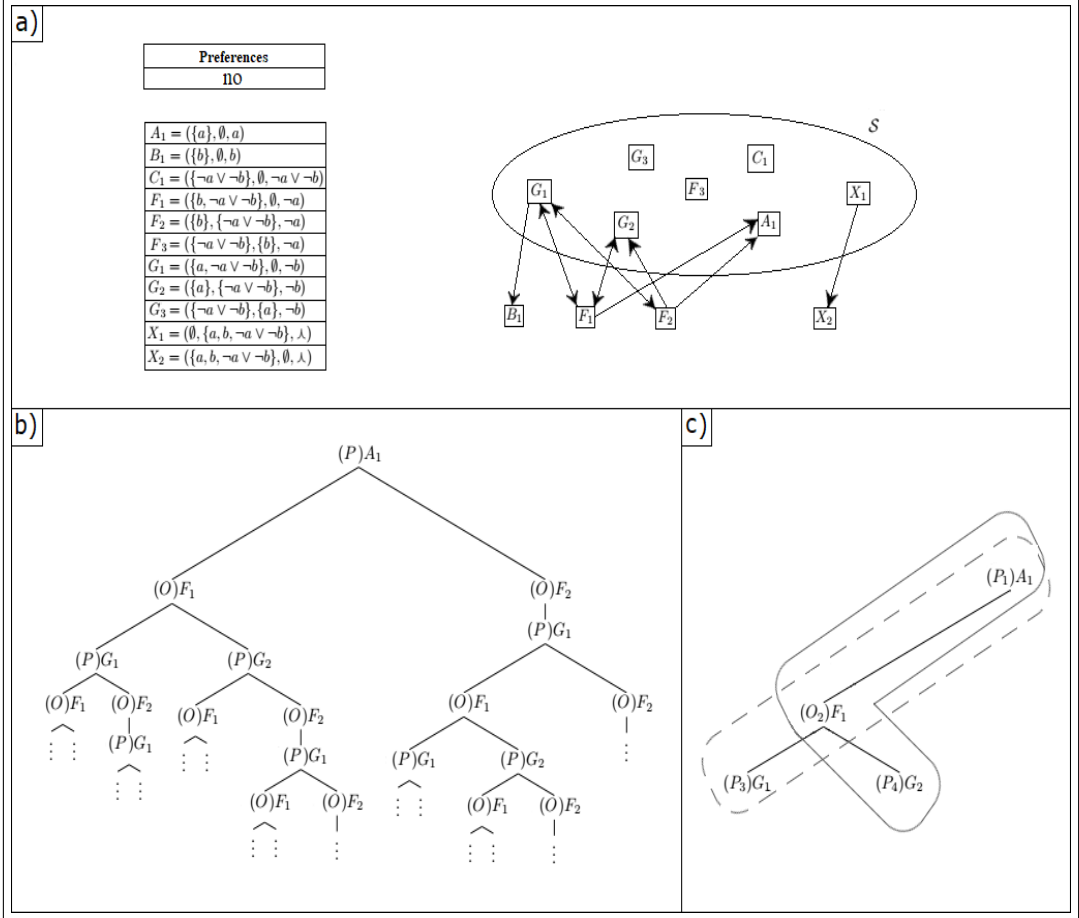 a)
Preferences
no
A₁ = ({a}, ∅, a)
B₁ = ({b}, ∅, b)
C₁ = ({¬a ∨ ¬b}, ∅, ¬a ∨ ¬b)
F₁ = ({b, ¬a ∨ ¬b}, ∅, ¬a)
F₂ = ({b}, {¬a ∨ ¬b}, ¬a)
F₃ = ({¬a ∨ ¬b}, {b}, ¬a)
G₁ = ({a, ¬a ∨ ¬b}, ∅, ¬b)
G₂ = ({a}, {¬a ∨ ¬b}, ¬b)
G₃ = ({¬a ∨ ¬b}, {a}, ¬b)
X₁ = (∅, {a, b, ¬a ∨ ¬b}, ⋏)
X₂ = ({a, b, ¬a ∨ ¬b}, ∅, ⋏)
S
G₃ C₁
G₁ F₃ X₁
G₂ A₁
B₁ F₁ F₂ X₂
b)
(P)A₁
(O)F₁ (O)F₂
(P)G₁
(P)G₁ (P)G₂
(O)F₁ (O)F₂ (O)F₁ (O)F₂
(O)F₁ (O)F₂
(P)G₁
(P)G₁ (P)G₁ (P)G₂
(O)F₁ (O)F₂ (O)F₁ (O)F₂
c)
(P₁)A₁
(O₂)F₁
(P₃)G₁ (P₄)G₂